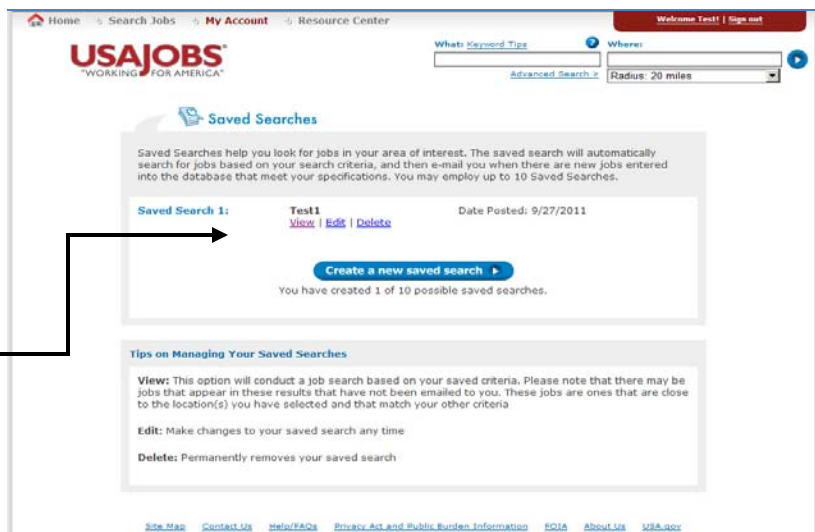 Home Search Jobs My Account Resource Center
Welcome Test! | Sign out
What: Keyword Tips ? Where:
USAJOBS
"WORKING FOR AMERICA"
Advanced Search > Radius: 20 miles
Saved Searches
Saved Searches help you look for jobs in your area of interest. The saved search will automatically
search for jobs based on your search criteria, and then e-mail you when there are new jobs entered
into the database that meet your specifications. You may employ up to 10 Saved Searches.
Saved Search 1: Test1 Date Posted: 9/27/2011
View | Edit | Delete
Create a new saved search
You have created 1 of 10 possible saved searches.
Tips on Managing Your Saved Searches
View: This option will conduct a job search based on your saved criteria. Please note that there may be
jobs that appear in these results that have not been emailed to you. These jobs are ones that are close
to the location(s) you have selected and that match your other criteria
Edit: Make changes to your saved search any time
Delete: Permanently removes your saved search
Site Map Contact Us Help/FAQs Privacy Act and Public Burden Information FOIA About Us USA.gov